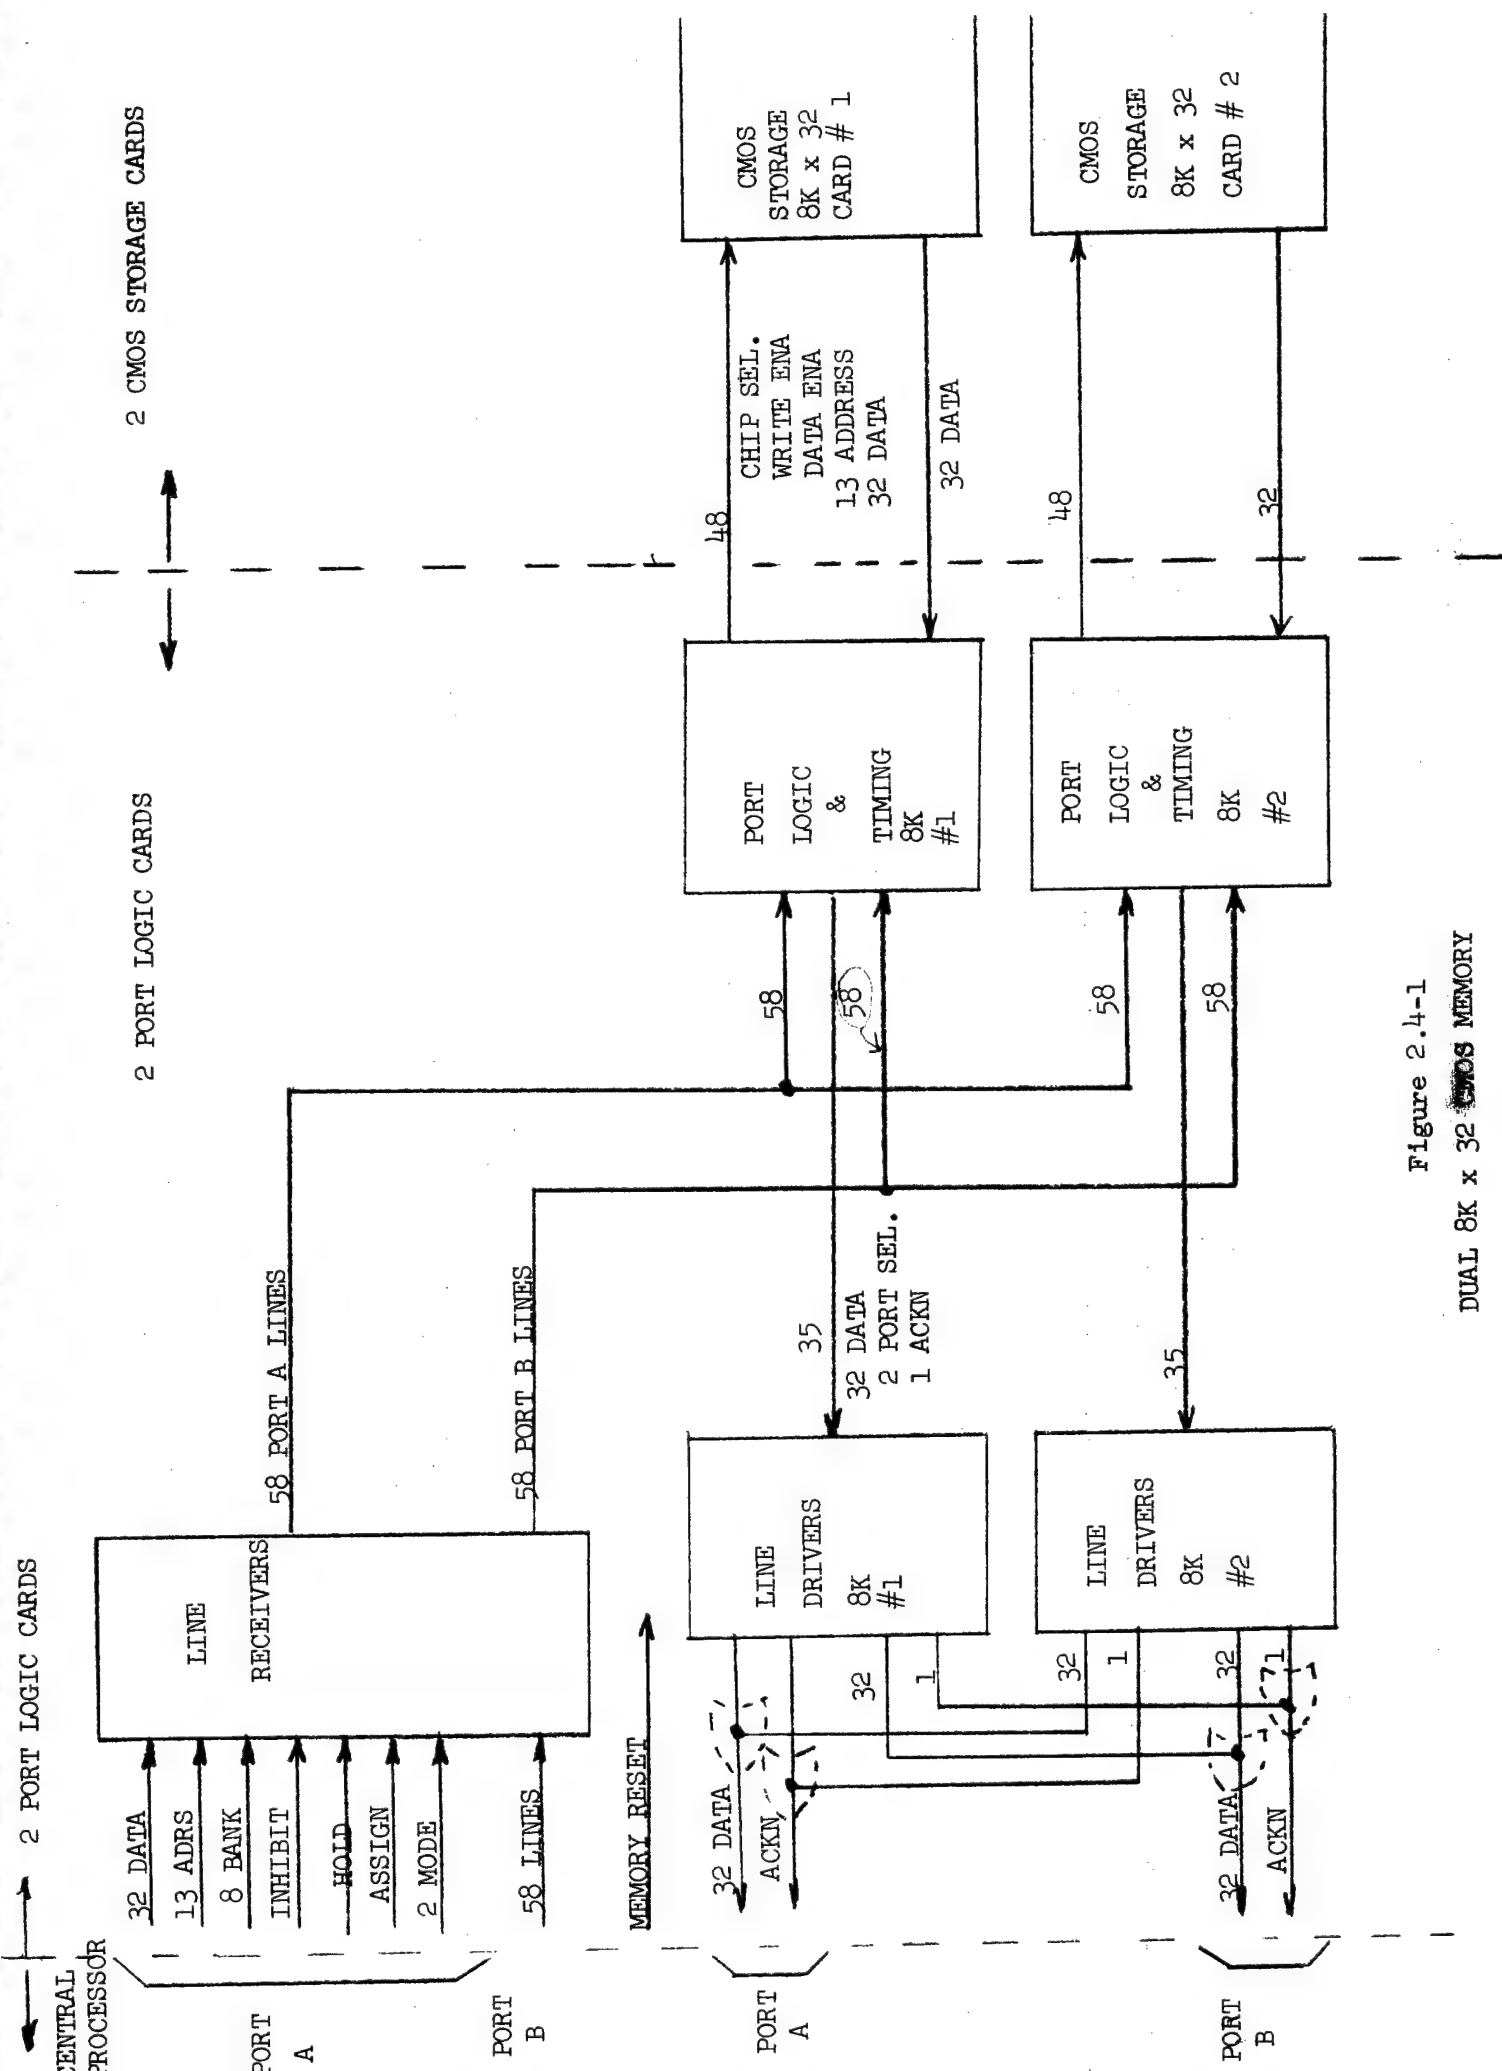 CENTRAL
PROCESSOR
2 PORT LOGIC CARDS
2 PORT LOGIC CARDS
2 CMOS STORAGE CARDS
PORT
A
32 DATA
13 ADRS
8 BANK
INHIBIT
HOLD
ASSIGN
2 MODE
PORT
B
58 LINES
LINE
RECEIVERS
58 PORT A LINES
58 PORT B LINES
MEMORY RESET
PORT
A
32 DATA
ACKN
32
1
LINE
DRIVERS
8K
#1
35
32 DATA
2 PORT SEL.
1 ACKN
58
58
PORT
LOGIC
&
TIMING
8K
#1
48
CHIP SEL.
WRITE ENA
DATA ENA
13 ADDRESS
32 DATA
32 DATA
CMOS
STORAGE
8K x 32
CARD # 1
PORT
B
32 DATA
ACKN
32
1
32
1
LINE
DRIVERS
8K
#2
35
58
58
PORT
LOGIC
&
TIMING
8K
#2
48
32
CMOS
STORAGE
8K x 32
CARD # 2
Figure 2.4-1
DUAL 8K x 32 CMOS MEMORY